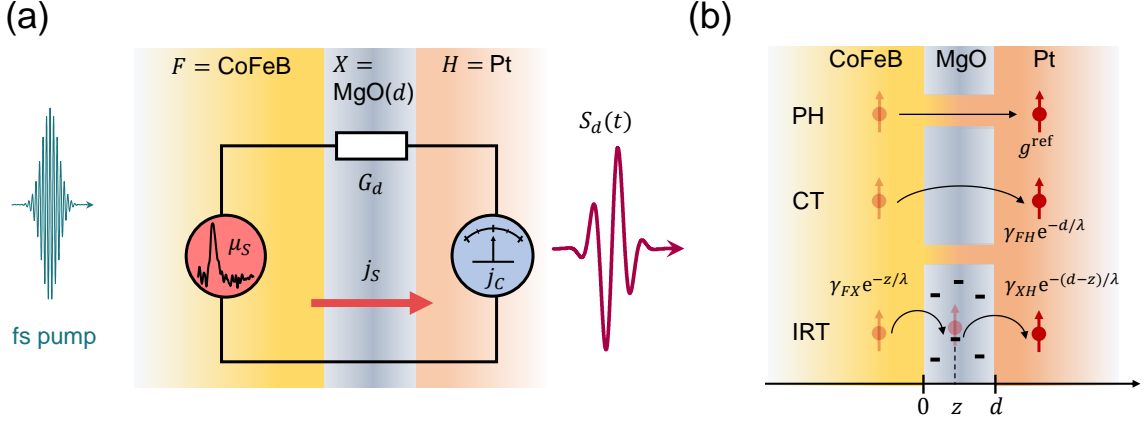 (a)
F = CoFeB
X =
MgO(d)
H = Pt
G_d
μ_S
j_C
j_S
fs pump
S_d(t)
(b)
CoFeB
MgO
Pt
PH
g^ref
CT
γ_FH e^{-d/λ}
γ_FX e^{-z/λ}
γ_XH e^{-(d-z)/λ}
IRT
0
z
d